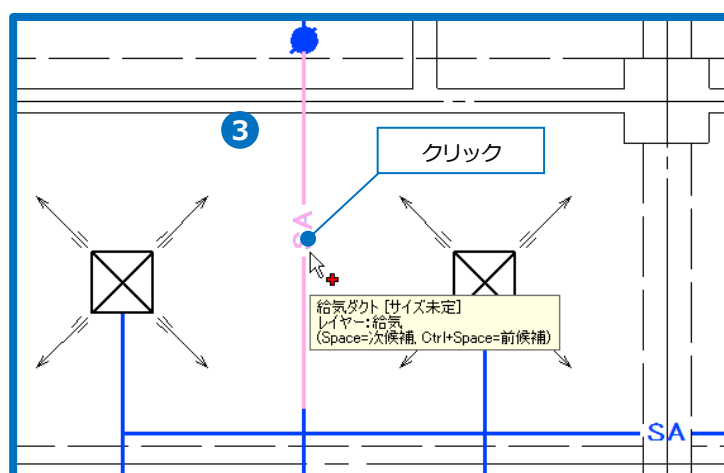 3
クリック
SA
給気ダクト [サイズ未定]
レイヤー:給気
(Space=次候補, Ctrl+Space=前候補)
SA